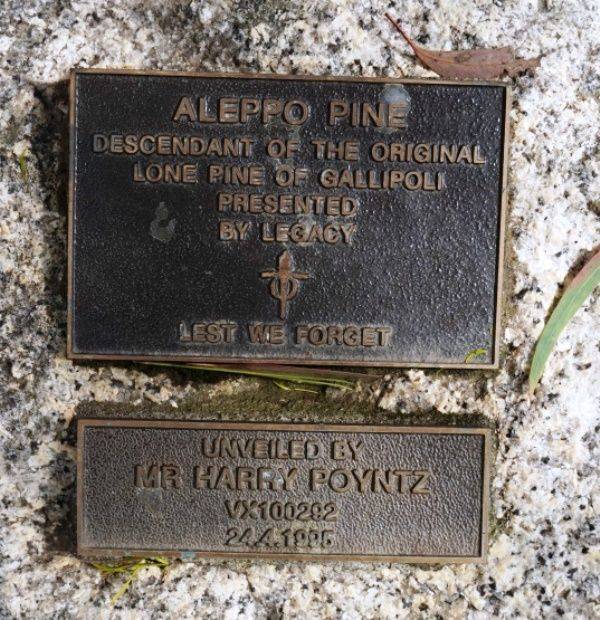 ALEPPO PINE
DESCENDANT OF THE ORIGINAL
LONE PINE OF GALLIPOLI
PRESENTED
BY LEGACY
LEST WE FORGET
UNVEILED BY
MR HARRY POYNTZ
VX100292
24.4.1995